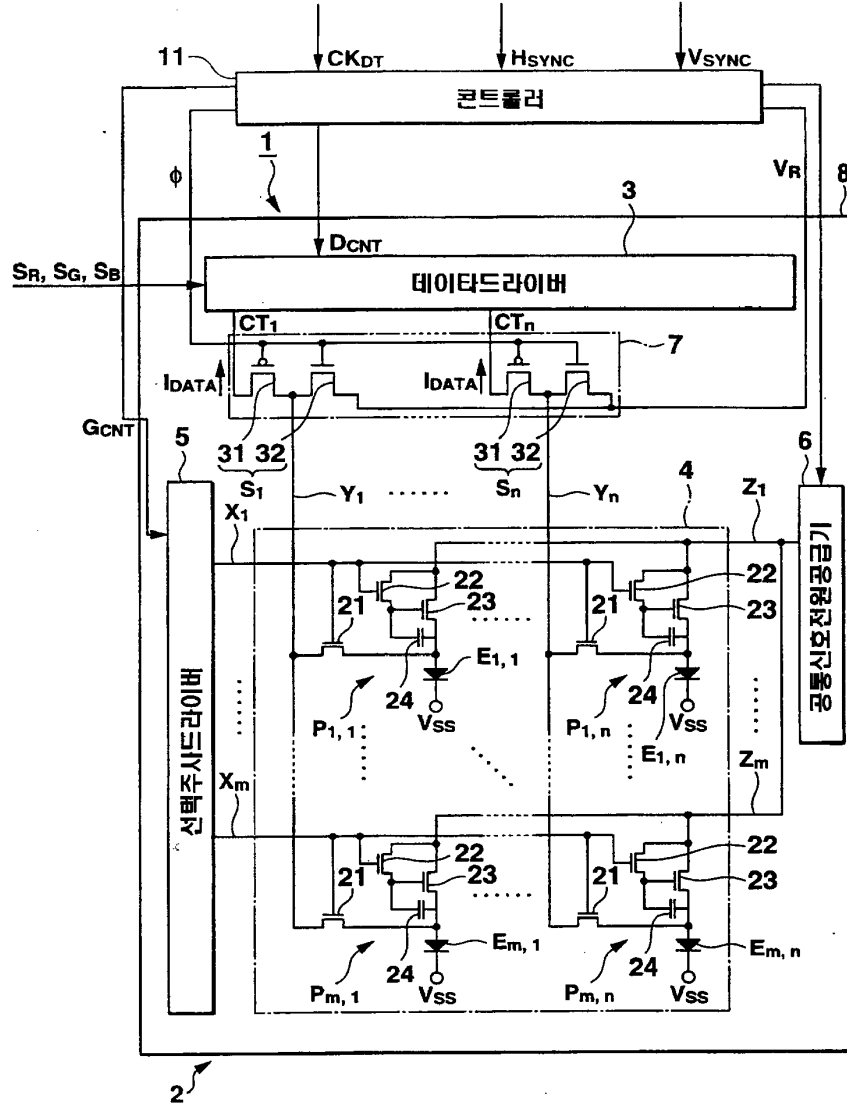 CKDT HSYNC VSYNC
11
콘트롤러
1
φ
VR
8
3
DCNT
SR, SG, SB
데이타드라이버
CT1 CTn
7
IDATA IDATA
GCNT
31 32 31 32
S1 Sn
5
6
X1
Y1 ...... Yn
4
Z1
22 22
21 23 21 23
......
24 E1, 1 24
P1, 1 VSS P1, n VSS
E1, n
선택주사드라이버
공통신호전원공급기
Xm
Zm
22 22
21 23 21 23
......
24 Em, 1 24 Em, n
Pm, 1 VSS Pm, n VSS
2